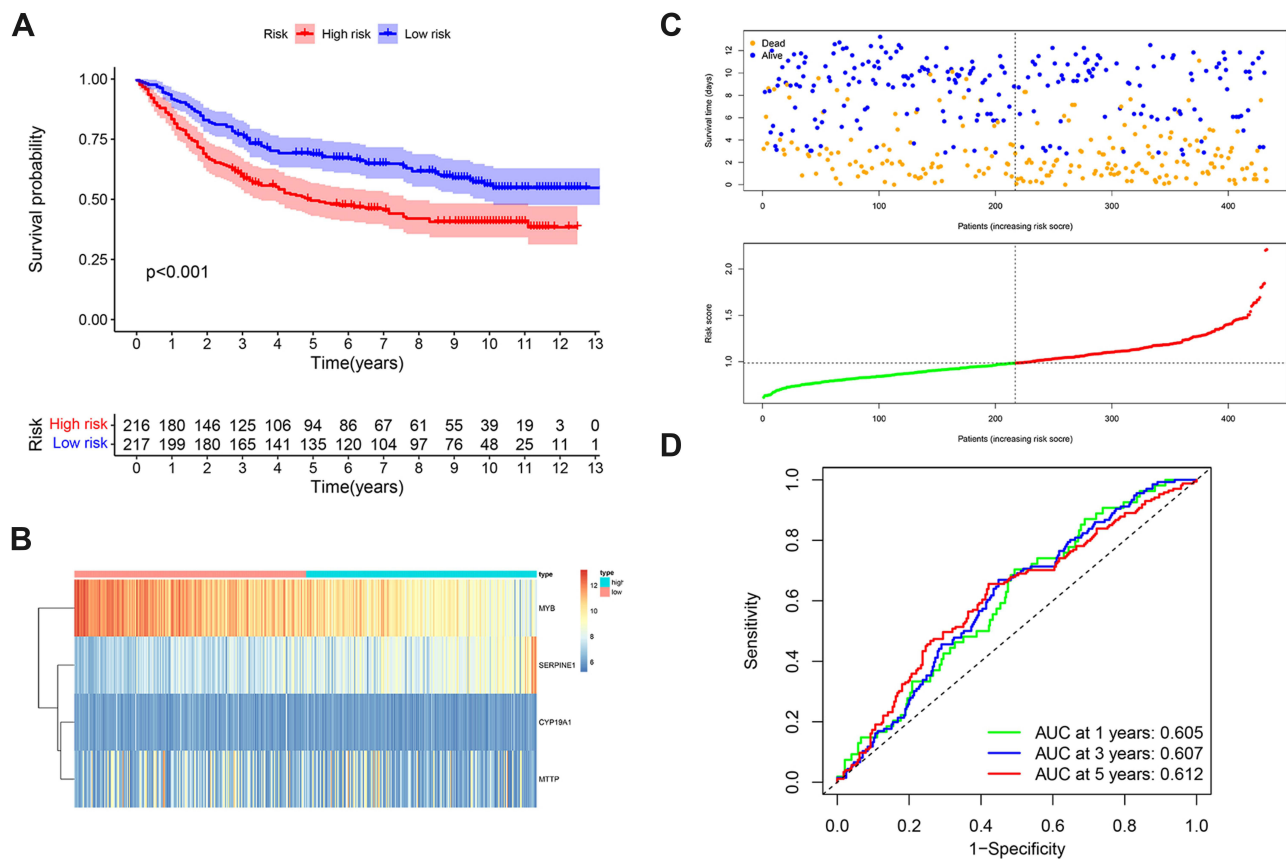 A
Risk High risk Low risk
Survival probability
1.00
0.75
0.50
0.25
0.00
p<0.001
0 1 2 3 4 5 6 7 8 9 10 11 12 13
Time(years)
Risk
High risk 216 180 146 125 106 94 86 67 61 55 39 19 3 0
Low risk 217 199 180 165 141 135 120 104 97 76 48 25 11 1
0 1 2 3 4 5 6 7 8 9 10 11 12 13
Time(years)
B
type
MYB
SERPINE1
CYP19A1
MTTP
12
10
8
6
type
high
low
C
Dead
Alive
Survival time (days)
12
10
8
6
4
2
0
0 100 200 300 400
Patients (increasing risk socre)
Risk score
2.0
1.5
1.0
0 100 200 300 400
Patients (increasing risk socre)
D
Sensitivity
1.0
0.8
0.6
0.4
0.2
0.0
AUC at 1 years: 0.605
AUC at 3 years: 0.607
AUC at 5 years: 0.612
0.0 0.2 0.4 0.6 0.8 1.0
1-Specificity